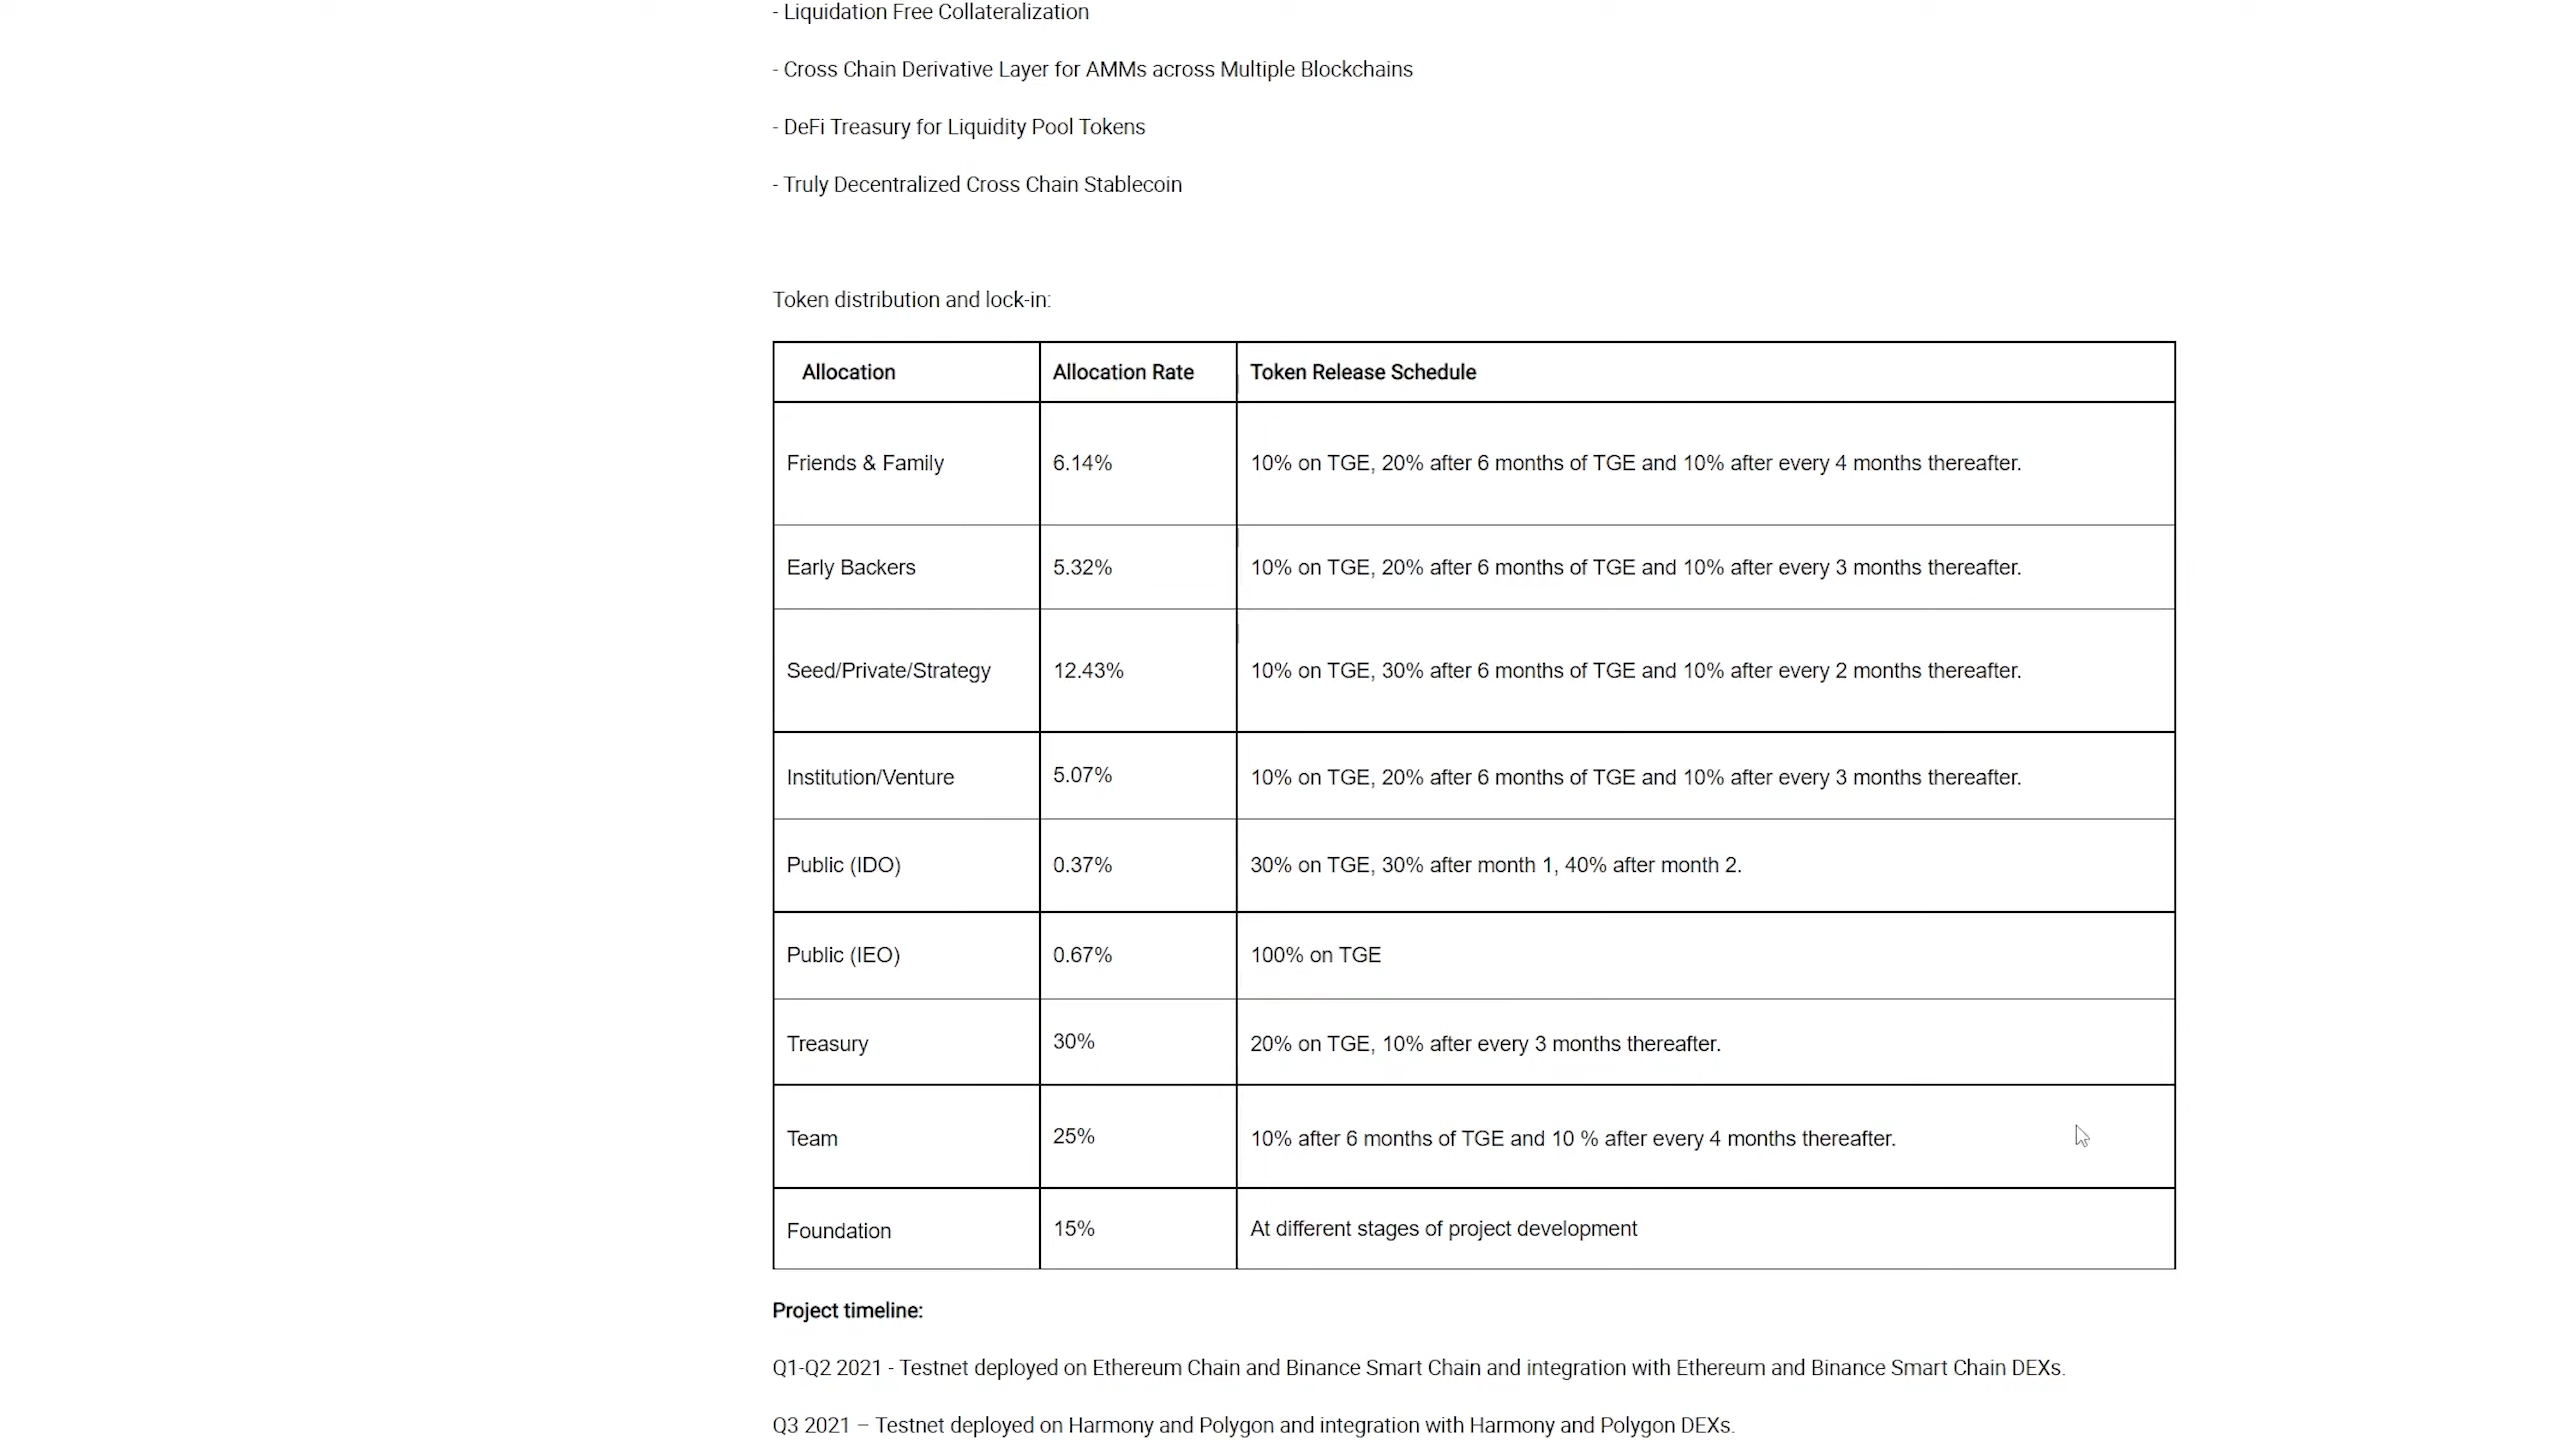 - Liquidation Free Collateralization
- Cross Chain Derivative Layer for AMMs across Multiple Blockchains
- DeFi Treasury for Liquidity Pool Tokens
- Truly Decentralized Cross Chain Stablecoin
Token distribution and lock-in:
Allocation Allocation Rate Token Release Schedule
Friends & Family 6.14% 10% on TGE, 20% after 6 months of TGE and 10% after every 4 months thereafter.
Early Backers 5.32% 10% on TGE, 20% after 6 months of TGE and 10% after every 3 months thereafter.
Seed/Private/Strategy 12.43% 10% on TGE, 30% after 6 months of TGE and 10% after every 2 months thereafter.
Institution/Venture 5.07% 10% on TGE, 20% after 6 months of TGE and 10% after every 3 months thereafter.
Public (IDO) 0.37% 30% on TGE, 30% after month 1, 40% after month 2.
Public (IEO) 0.67% 100% on TGE
Treasury 30% 20% on TGE, 10% after every 3 months thereafter.
Team 25% 10% after 6 months of TGE and 10 % after every 4 months thereafter.
Foundation 15% At different stages of project development
Project timeline:
Q1-Q2 2021 - Testnet deployed on Ethereum Chain and Binance Smart Chain and integration with Ethereum and Binance Smart Chain DEXs.
Q3 2021 – Testnet deployed on Harmony and Polygon and integration with Harmony and Polygon DEXs.